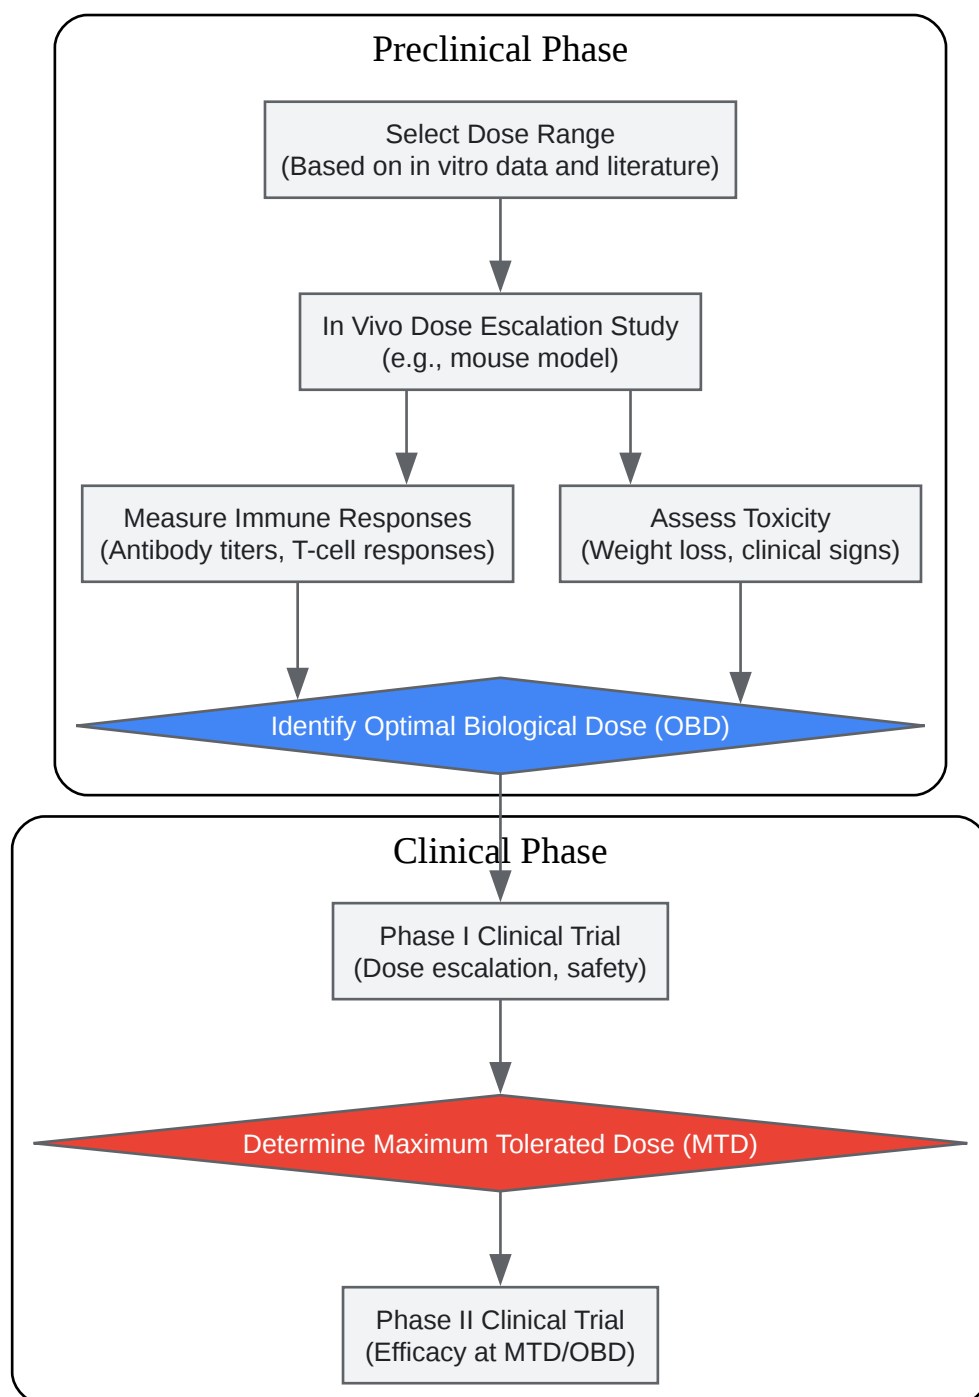 Preclinical Phase
Select Dose Range
(Based on in vitro data and literature)
In Vivo Dose Escalation Study
(e.g., mouse model)
Measure Immune Responses
(Antibody titers, T-cell responses)
Assess Toxicity
(Weight loss, clinical signs)
Identify Optimal Biological Dose (OBD)
Clinical Phase
Phase I Clinical Trial
(Dose escalation, safety)
Determine Maximum Tolerated Dose (MTD)
Phase II Clinical Trial
(Efficacy at MTD/OBD)